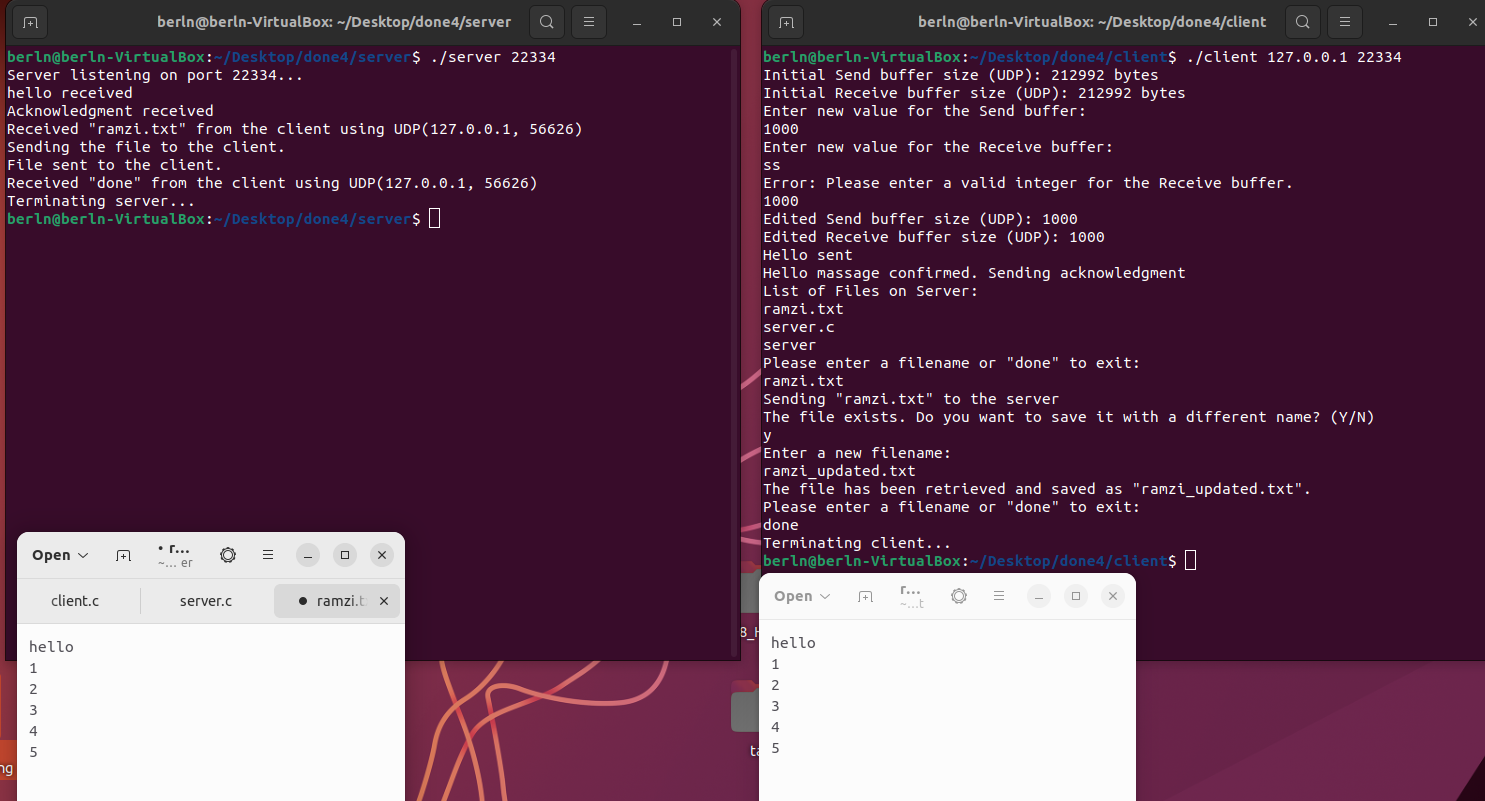 berln@berln-VirtualBox: ~/Desktop/done4/server
berln@berln-VirtualBox:~/Desktop/done4/server$ ./server 22334
Server listening on port 22334...
hello received
Acknowledgment received
Received "ramzi.txt" from the client using UDP(127.0.0.1, 56626)
Sending the file to the client.
File sent to the client.
Received "done" from the client using UDP(127.0.0.1, 56626)
Terminating server...
berln@berln-VirtualBox:~/Desktop/done4/server$
berln@berln-VirtualBox: ~/Desktop/done4/client
berln@berln-VirtualBox:~/Desktop/done4/client$ ./client 127.0.0.1 22334
Initial Send buffer size (UDP): 212992 bytes
Initial Receive buffer size (UDP): 212992 bytes
Enter new value for the Send buffer:
1000
Enter new value for the Receive buffer:
ss
Error: Please enter a valid integer for the Receive buffer.
1000
Edited Send buffer size (UDP): 1000
Edited Receive buffer size (UDP): 1000
Hello sent
Hello massage confirmed. Sending acknowledgment
List of Files on Server:
ramzi.txt
server.c
server
Please enter a filename or "done" to exit:
ramzi.txt
Sending "ramzi.txt" to the server
The file exists. Do you want to save it with a different name? (Y/N)
y
Enter a new filename:
ramzi_updated.txt
The file has been retrieved and saved as "ramzi_updated.txt".
Please enter a filename or "done" to exit:
done
Terminating client...
berln@berln-VirtualBox:~/Desktop/done4/client$
Open
• r...
~... er
client.c
server.c
ramzi.t
hello
1
2
3
4
5
Open
r...
~...t
hello
1
2
3
4
5
8_H
ta
ng